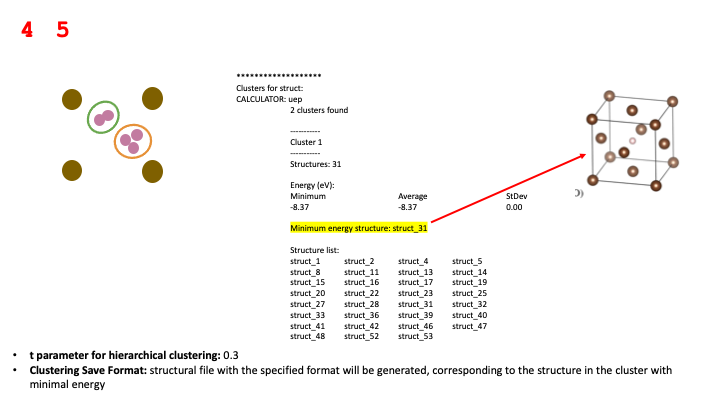 4 5
*******************
Clusters for struct:
CALCULATOR: uep
2 clusters found
-----------
Cluster 1
-----------
Structures: 31
Energy (eV):
Minimum Average StDev
-8.37 -8.37 0.00
Minimum energy structure: struct_31
Structure list:
struct_1 struct_2 struct_4 struct_5
struct_8 struct_11 struct_13 struct_14
struct_15 struct_16 struct_17 struct_19
struct_20 struct_22 struct_23 struct_25
struct_27 struct_28 struct_31 struct_32
struct_33 struct_36 struct_39 struct_40
struct_41 struct_42 struct_46 struct_47
struct_48 struct_52 struct_53
• t parameter for hierarchical clustering: 0.3
• Clustering Save Format: structural file with the specified format will be generated, corresponding to the structure in the cluster with
minimal energy